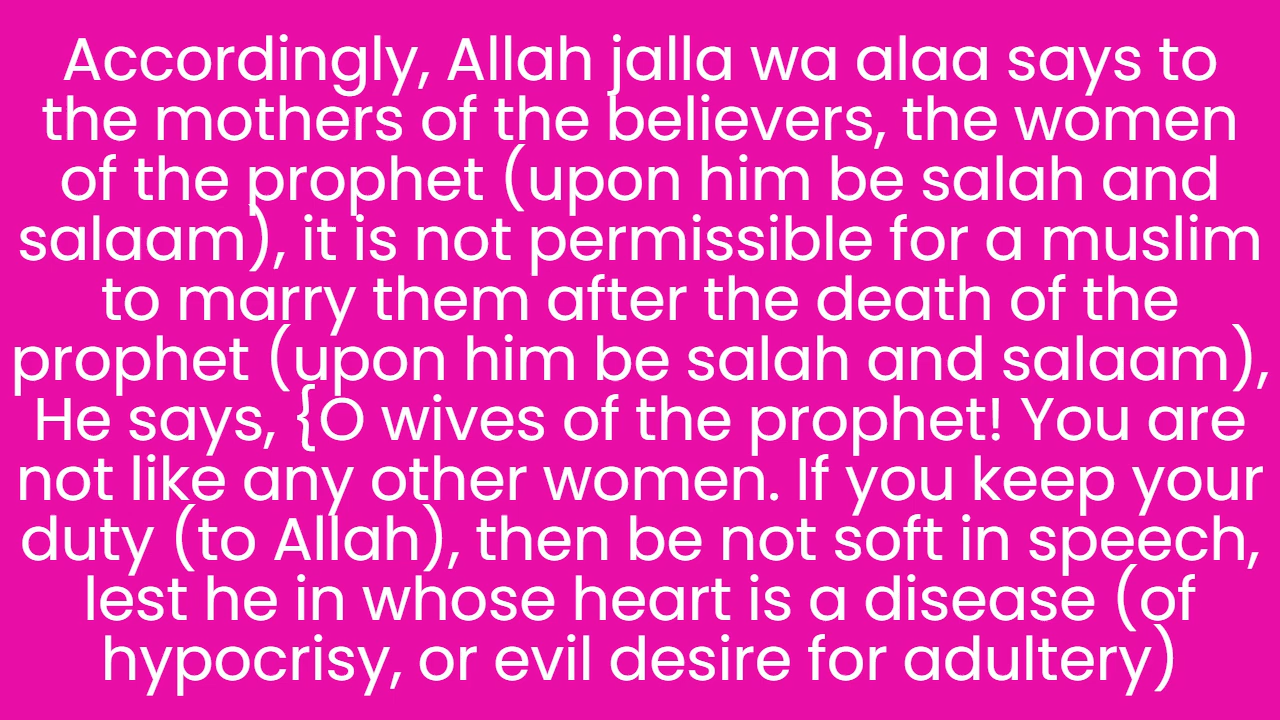 Accordingly, Allah jalla wa alaa says to
the mothers of the believers, the women
of the prophet (upon him be salah and
salaam), it is not permissible for a muslim
to marry them after the death of the
prophet (upon him be salah and salaam),
He says, {O wives of the prophet! You are
not like any other women. If you keep your
duty (to Allah), then be not soft in speech,
lest he in whose heart is a disease (of
hypocrisy, or evil desire for adultery)